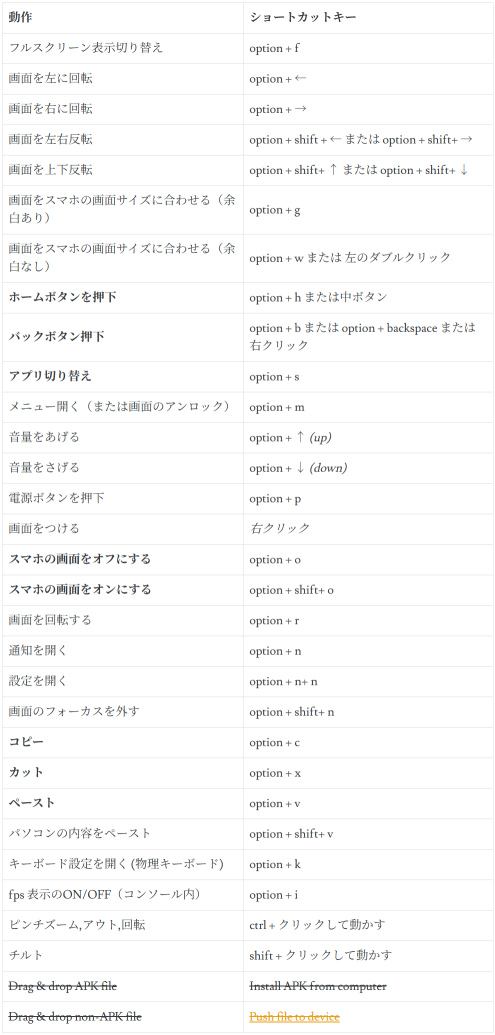 動作 ショートカットキー
フルスクリーン表示切り替え option + f
画面を左に回転 option + ←
画面を右に回転 option + →
画面を左右反転 option + shift + ← または option + shift+ →
画面を上下反転 option + shift+ ↑ または option + shift+ ↓
画面をスマホの画面サイズに合わせる（余
白あり） option + g
画面をスマホの画面サイズに合わせる（余
白なし） option + w または 左のダブルクリック
ホームボタンを押下 option + h または中ボタン
バックボタン押下 option + b または option + backspace または
右クリック
アプリ切り替え option + s
メニュー開く（または画面のアンロック） option + m
音量をあげる option + ↑ (up)
音量をさげる option + ↓ (down)
電源ボタンを押下 option + p
画面をつける 右クリック
スマホの画面をオフにする option + o
スマホの画面をオンにする option + shift+ o
画面を回転する option + r
通知を開く option + n
設定を開く option + n+ n
画面のフォーカスを外す option + shift+ n
コピー option + c
カット option + x
ペースト option + v
パソコンの内容をペースト option + shift+ v
キーボード設定を開く (物理キーボード) option + k
fps 表示のON/OFF（コンソール内） option + i
ピンチズーム,アウト,回転 ctrl + クリックして動かす
チルト shift + クリックして動かす
Drag & drop APK file Install APK from computer
Drag & drop non-APK file Push file to device